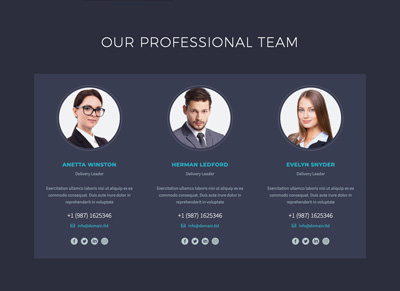 OUR PROFESSIONAL TEAM
ANETTA WINSTON
Delivery Leader
Exercitation ullamco laboris nisi ut aliquip ex ea
commodo consequat. Duis aute irure dolor in
reprehenderit in voluptate
+1 (987) 1625346
info@domain.tld
HERMAN LEDFORD
Delivery Leader
Exercitation ullamco laboris nisi ut aliquip ex ea
commodo consequat. Duis aute irure dolor in
reprehenderit in voluptate
+1 (987) 1625346
info@domain.tld
EVELYN SNYDER
Delivery Leader
Exercitation ullamco laboris nisi ut aliquip ex ea
commodo consequat. Duis aute irure dolor in
reprehenderit in voluptate
+1 (987) 1625346
info@domain.tld